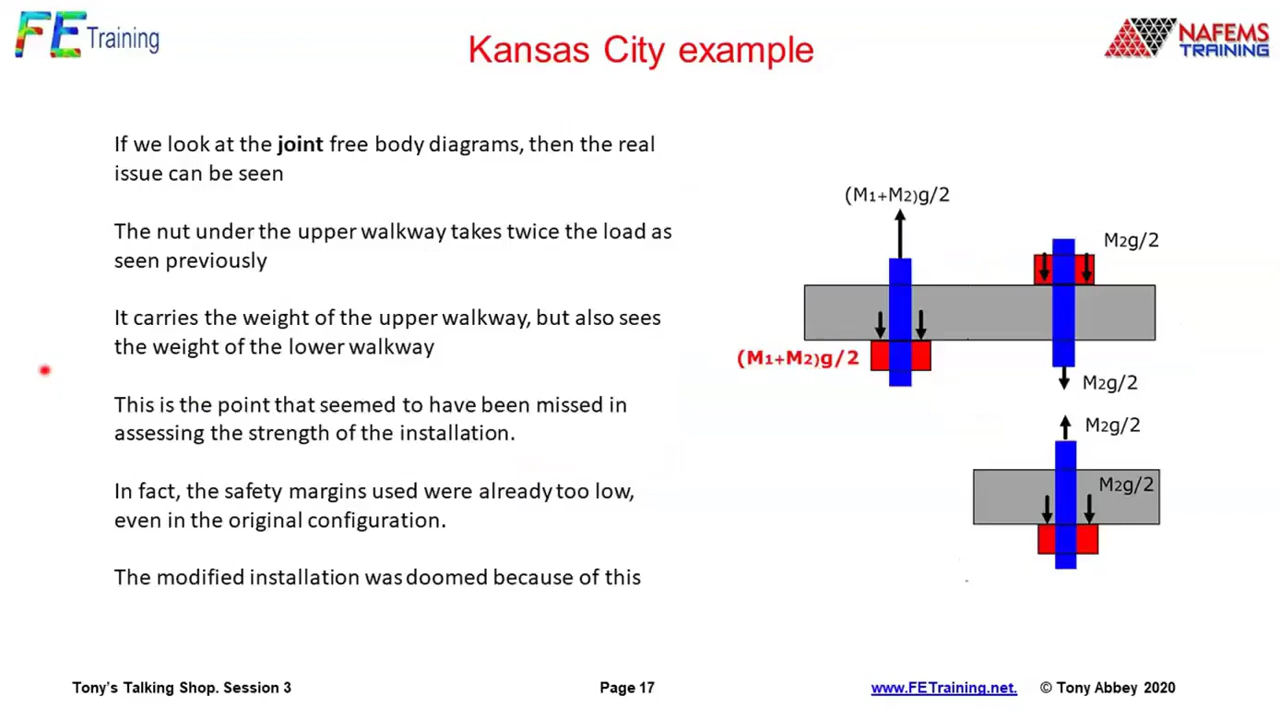 FE Training
Kansas City example
NAFEMS
TRAINING
If we look at the joint free body diagrams, then the real
issue can be seen
The nut under the upper walkway takes twice the load as
seen previously
It carries the weight of the upper walkway, but also sees
the weight of the lower walkway
This is the point that seemed to have been missed in
assessing the strength of the installation.
In fact, the safety margins used were already too low,
even in the original configuration.
The modified installation was doomed because of this
(M1+M2)g/2
M2g/2
(M1+M2)g/2
M2g/2
M2g/2
M2g/2
Tony's Talking Shop. Session 3
Page 17
www.FETraining.net.
© Tony Abbey 2020